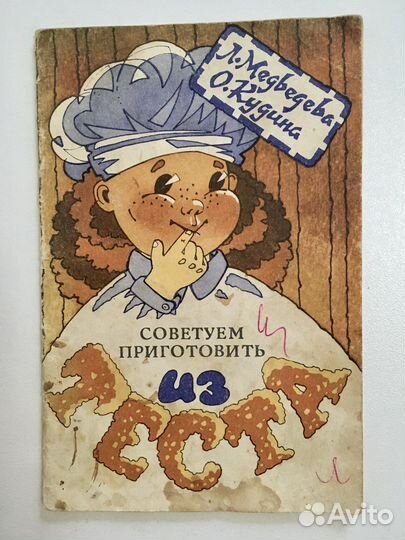 Л. Медведева
О. Кудина
СОВЕТУЕМ
ПРИГОТОВИТЬ
из
ТЕСТА
Avito